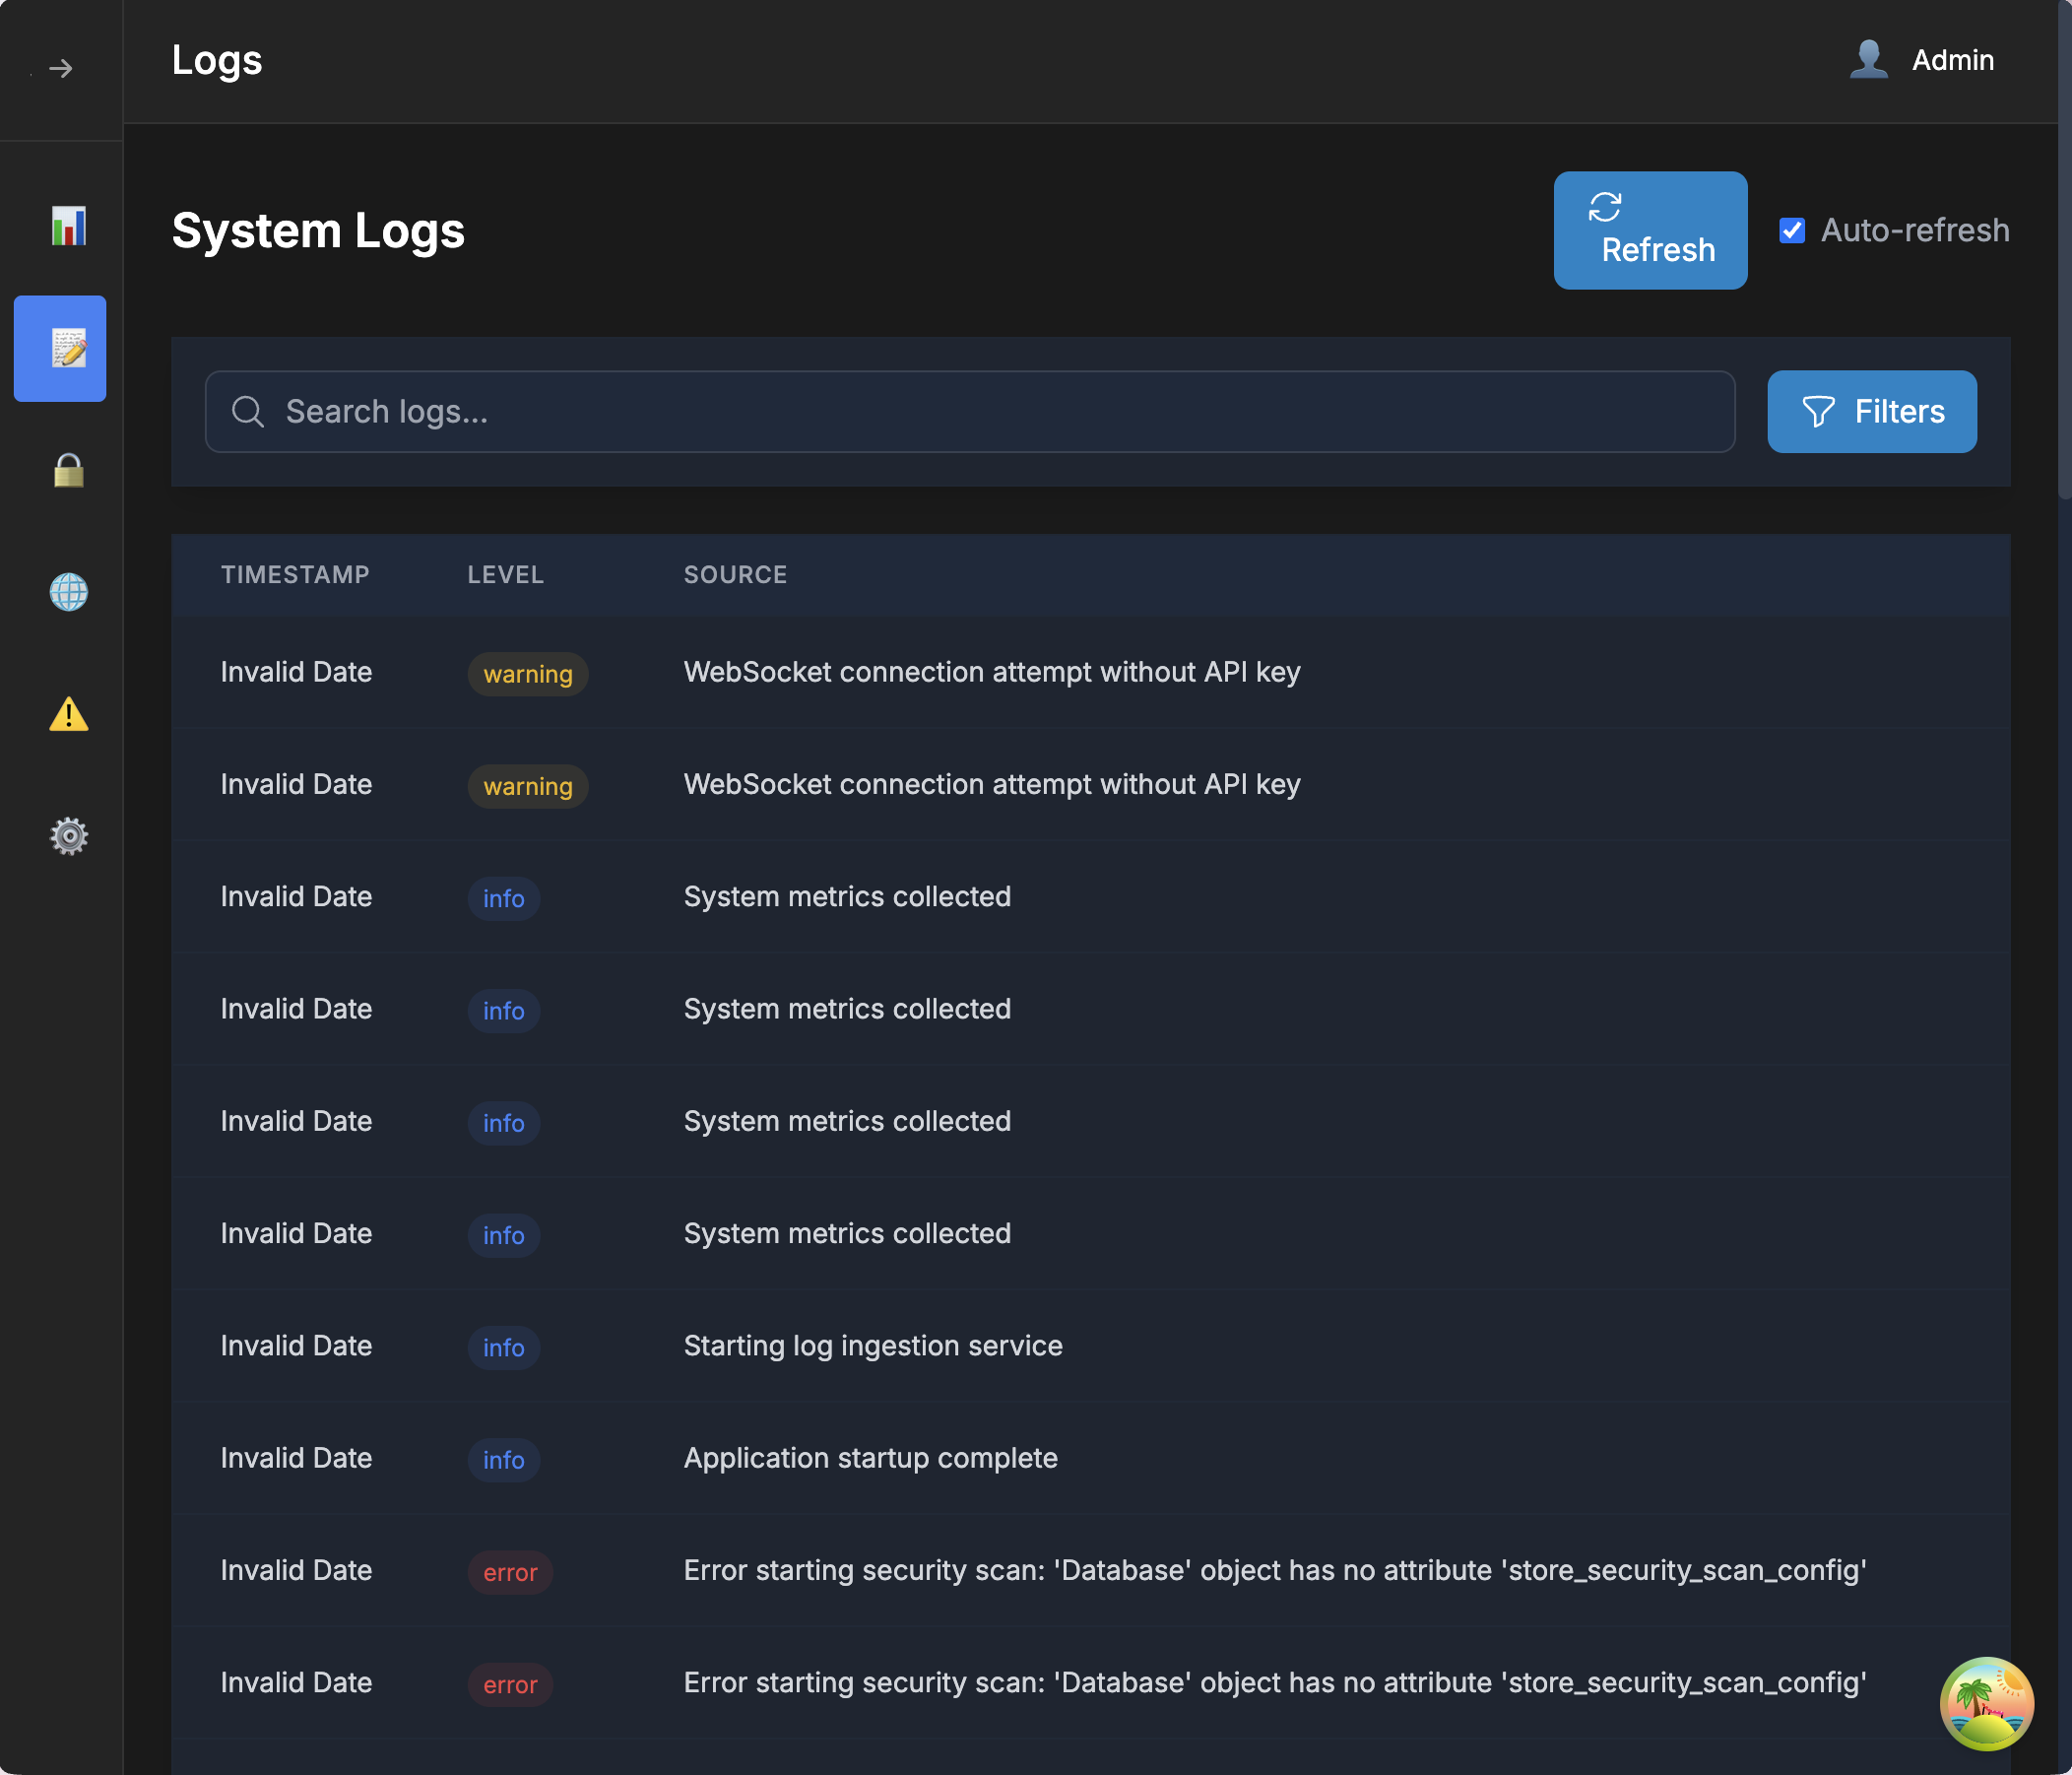 Logs
Admin
System Logs
Refresh
Auto-refresh
Search logs...
Filters
TIMESTAMP LEVEL SOURCE
Invalid Date warning WebSocket connection attempt without API key
Invalid Date warning WebSocket connection attempt without API key
Invalid Date info System metrics collected
Invalid Date info System metrics collected
Invalid Date info System metrics collected
Invalid Date info System metrics collected
Invalid Date info Starting log ingestion service
Invalid Date info Application startup complete
Invalid Date error Error starting security scan: 'Database' object has no attribute 'store_security_scan_config'
Invalid Date error Error starting security scan: 'Database' object has no attribute 'store_security_scan_config'